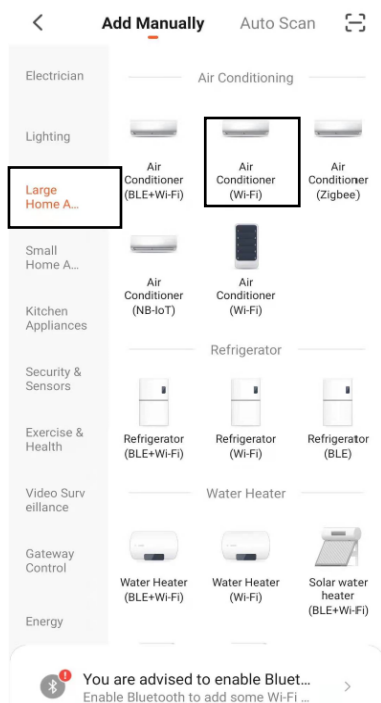 Add Manually
Auto Scan
Electrician
Lighting
Large
Home A...
Small
Home A...
Kitchen
Appliances
Security &
Sensors
Exercise &
Health
Video Surv
eillance
Gateway
Control
Energy
Air Conditioning
Air
Conditioner
(BLE+Wi-Fi)
Air
Conditioner
(Wi-Fi)
Air
Conditioner
(Zigbee)
Air
Conditioner
(NB-IoT)
Air
Conditioner
(Wi-Fi)
Refrigerator
Refrigerator
(BLE+Wi-Fi)
Refrigerator
(Wi-Fi)
Refrigerator
(BLE)
Water Heater
Water Heater
(BLE+Wi-Fi)
Water Heater
(Wi-Fi)
Solar water
heater
(BLE+Wi-Fi)
You are advised to enable Bluet...
Enable Bluetooth to add some Wi-Fi ...